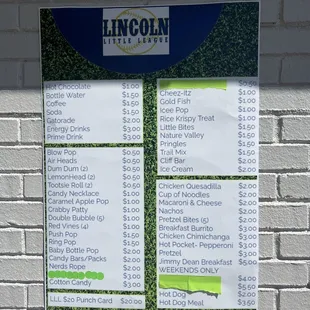 LINCOLN
LITTLE LEAGUE
Hot Chocolate $1.00
Bottle Water $1.50
Coffee $1.50
Soda $1.50
Gatorade $2.00
Energy Drinks $3.00
Prime Drink $3.00
Blow Pop $0.50
Air Heads $0.50
Dum Dum (2) $0.50
LemonHead (2) $0.50
Tootsie Roll (2) $0.50
Candy Necklace $1.00
Caramel Apple Pop $1.00
Crabby Patty $1.00
Double Bubble (5) $1.00
Red Vines (4) $1.00
Push Pop $1.50
Ring Pop $1.50
Baby Bottle Pop $2.00
Candy Bars/Packs $2.00
Nerds Rope $2.00
$3.00
Cotton Candy $3.00
LLL $20 Punch Card $20.00
Cheez-Itz $1.00
Gold Fish $1.00
Icee Pop $1.00
Rice Krispy Treat $1.00
Little Bites $1.50
Nature Valley $1.50
Pringles $1.50
Trail Mix $1.50
Cliff Bar $2.00
Ice Cream $2.00
Chicken Quesadilla $2.00
Cup of Noodles $2.00
Macaroni & Cheese $2.00
Nachos $2.00
Pretzel Bites (5) $2.00
Breakfast Burrito $3.00
Chicken Chimichanga $3.00
Hot Pocket- Pepperoni $3.00
Pretzel $3.00
Jimmy Dean Breakfast $5.00
WEEKENDS ONLY
$4.00
Hot Dog $2.00
Hot Dog Meal $3.50